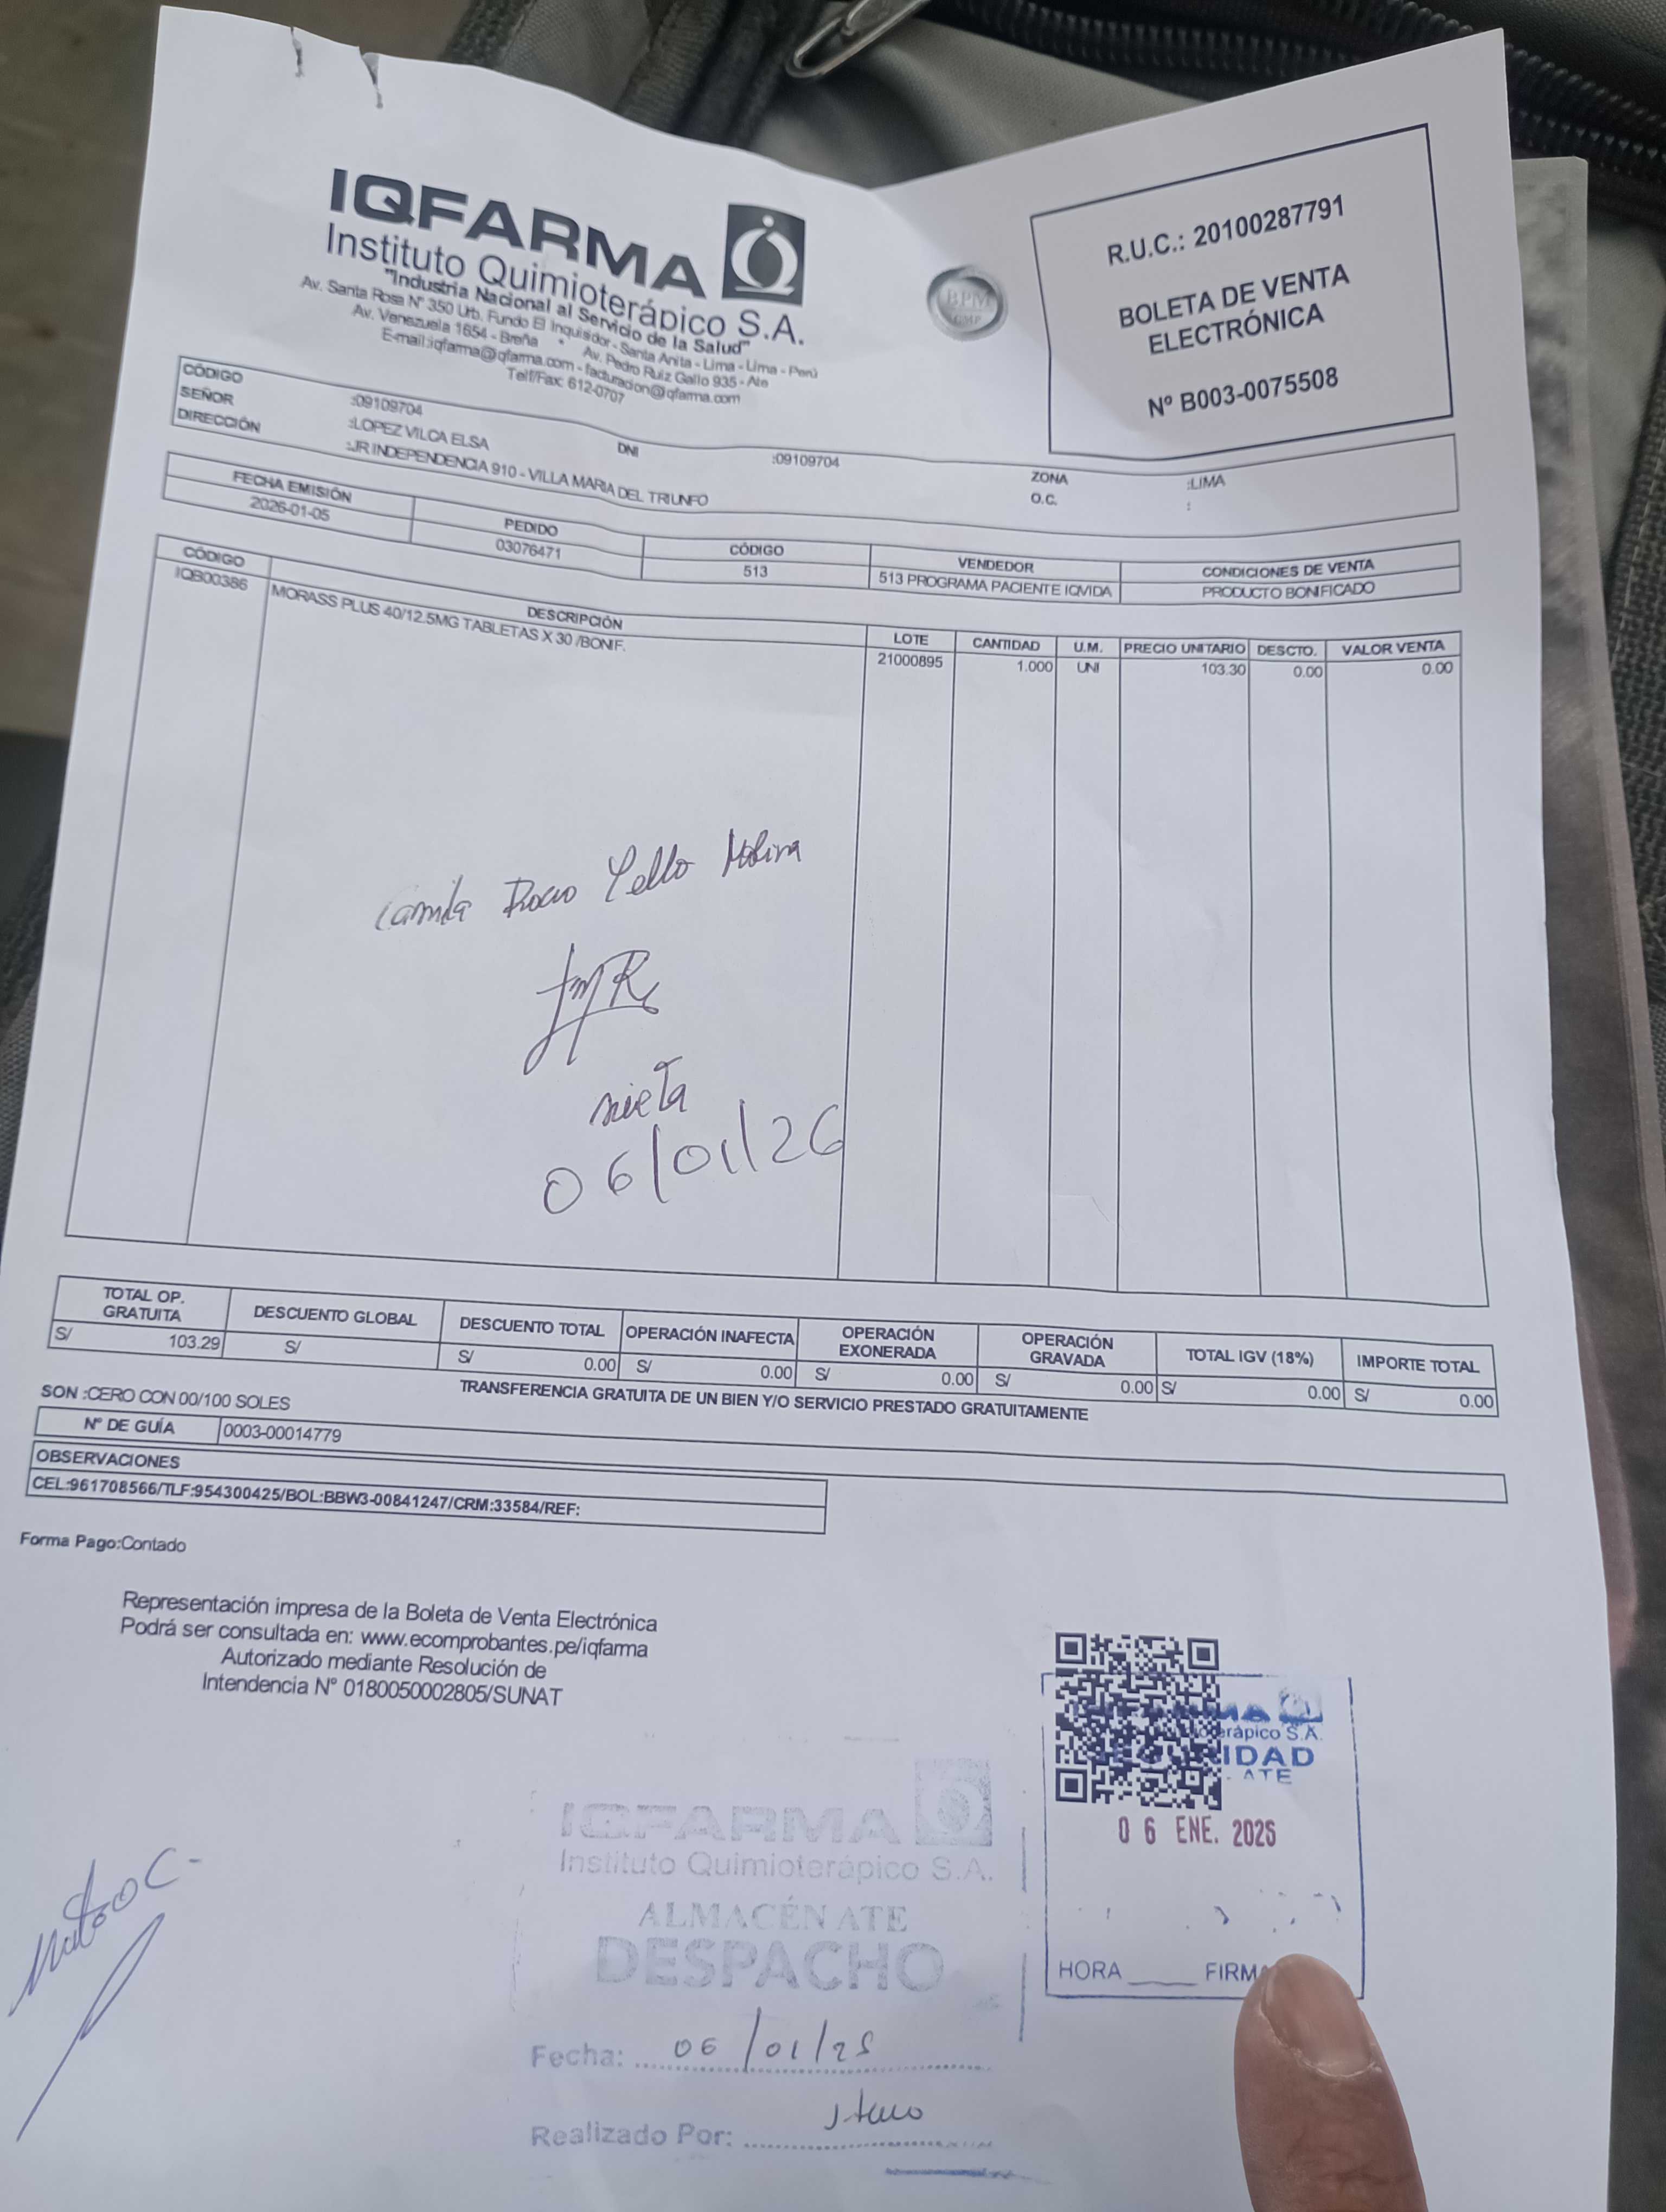 IQFARMA
Instituto Quimioterápico S.A.
"Industria Nacional al Servicio de la Salud"
Av. Santa Rosa N° 350 Urb. Fundo El Inquisidor - Santa Anita - Lima - Lima - Perú
Av. Venezuela 1654 - Breña * Av. Pedro Ruiz Gallo 935 - Ate
E-mail:iqfarma@qfarma.com - facturacion@qfarma.com
Telf/Fax: 612-0707
BPM
GMP
R.U.C.: 20100287791
BOLETA DE VENTA
ELECTRÓNICA
Nº B003-0075508
CÓDIGO :09109704
SEÑOR :LOPEZ VILCA ELSA DNI :09109704 ZONA :LIMA
DIRECCIÓN :JR INDEPENDENCIA 910 - VILLA MARIA DEL TRIUNFO O.C. :
FECHA EMISIÓN PEDIDO CÓDIGO VENDEDOR CONDICIONES DE VENTA
2026-01-05 03076471 513 513 PROGRAMA PACIENTE IQVIDA PRODUCTO BONIFICADO
CÓDIGO DESCRIPCIÓN LOTE CANTIDAD U.M. PRECIO UNITARIO DESCTO. VALOR VENTA
IQB00386 MORASS PLUS 40/12.5MG TABLETAS X 30 /BONIF. 21000895 1.000 UNI 103.30 0.00 0.00
Camila Rocio Tello Molina
nieta
06/01/26
TOTAL OP. GRATUITA DESCUENTO GLOBAL DESCUENTO TOTAL OPERACIÓN INAFECTA OPERACIÓN EXONERADA OPERACIÓN GRAVADA TOTAL IGV (18%) IMPORTE TOTAL
S/ 103.29 S/ S/ 0.00 S/ 0.00 S/ 0.00 S/ 0.00 S/ 0.00 S/ 0.00
SON :CERO CON 00/100 SOLES TRANSFERENCIA GRATUITA DE UN BIEN Y/O SERVICIO PRESTADO GRATUITAMENTE
Nº DE GUÍA 0003-00014779
OBSERVACIONES
CEL:961708566/TLF:954300425/BOL:BBW3-00841247/CRM:33584/REF:
Forma Pago:Contado
Representación impresa de la Boleta de Venta Electrónica
Podrá ser consultada en: www.ecomprobantes.pe/iqfarma
Autorizado mediante Resolución de
Intendencia N° 0180050002805/SUNAT
ATE
06 ENE. 2026
HORA FIRMA
IQFARMA
Instituto Quimioterápico S.A.
ALMACÉN ATE
DESPACHO
Fecha: 06/01/25
Realizado Por: